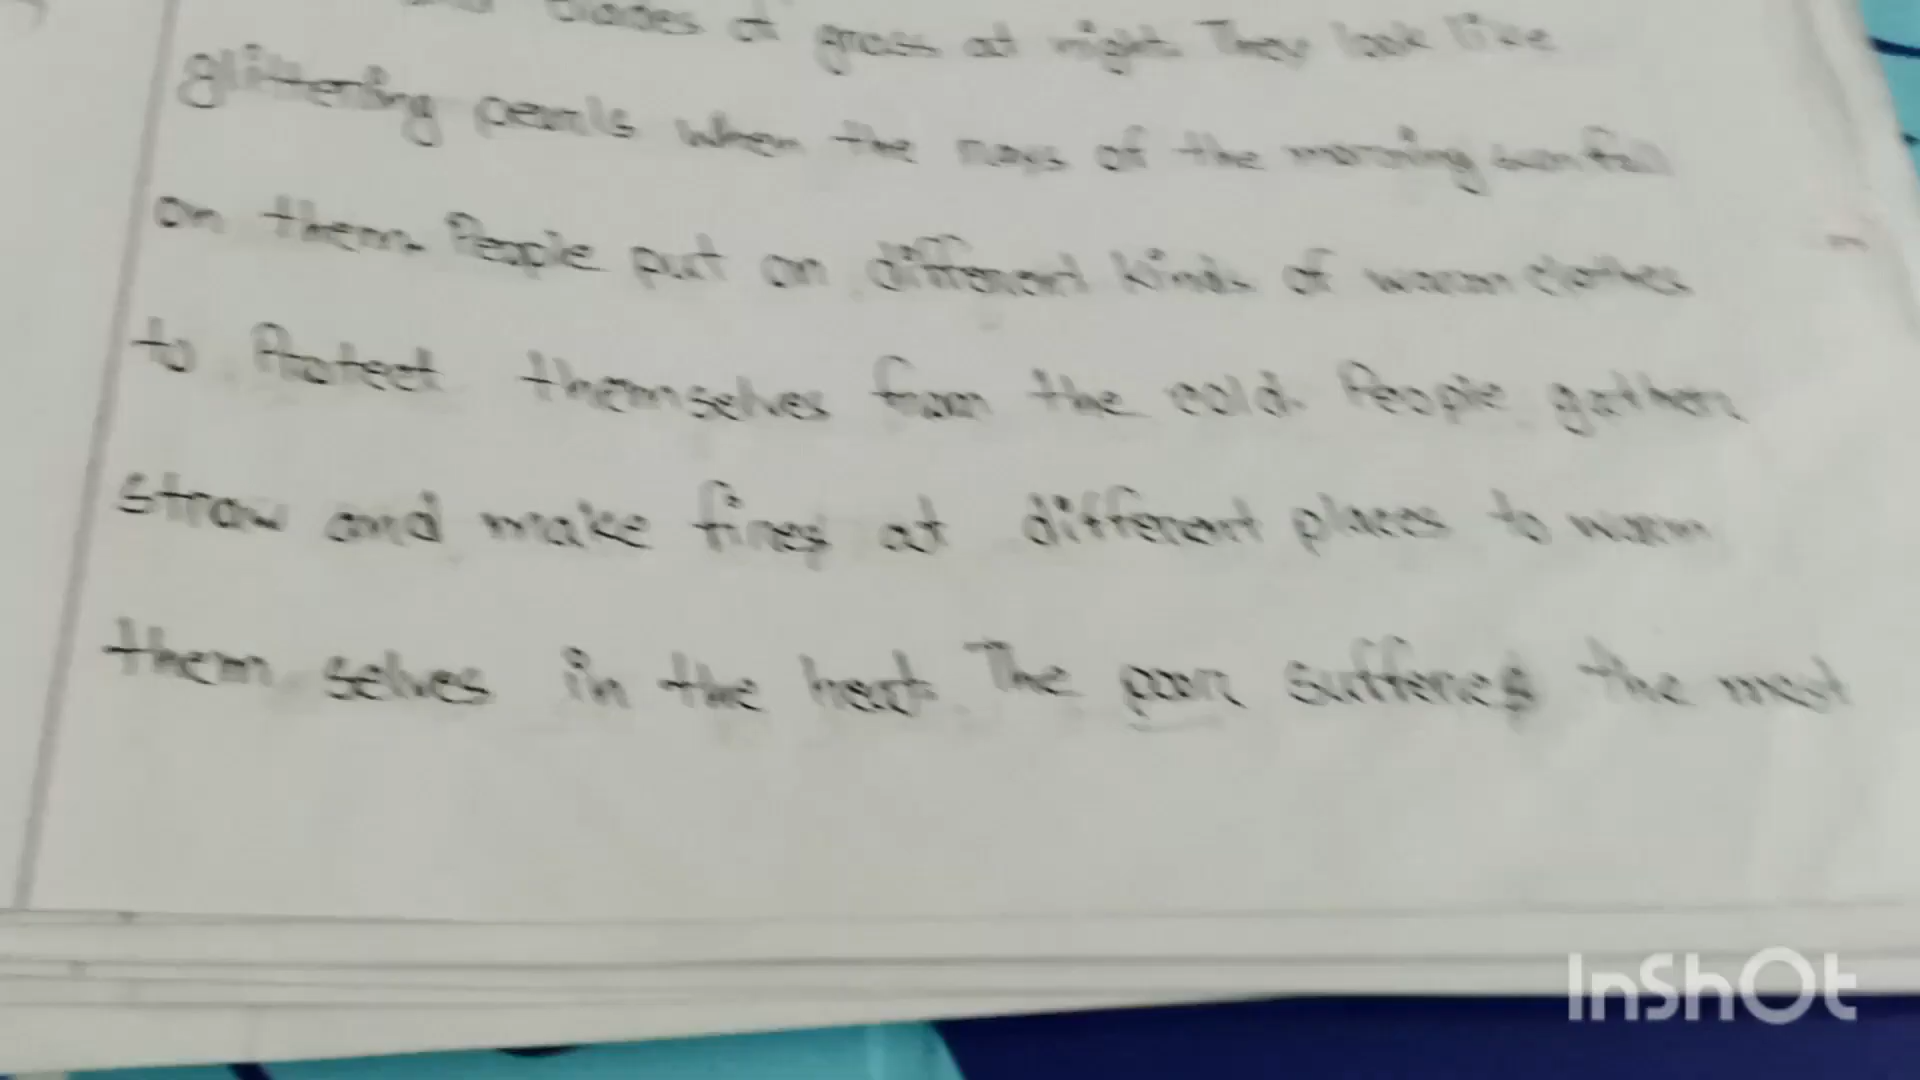 blades of grass at night. They look like
glittering pearls when the rays of the morning sun fall
on them. People put on different kinds of warm clothes
to Protect themselves from the cold. People gather
straw and make fires at different places to warm
them selves in the heat. The poor sufferes the most
InShOt